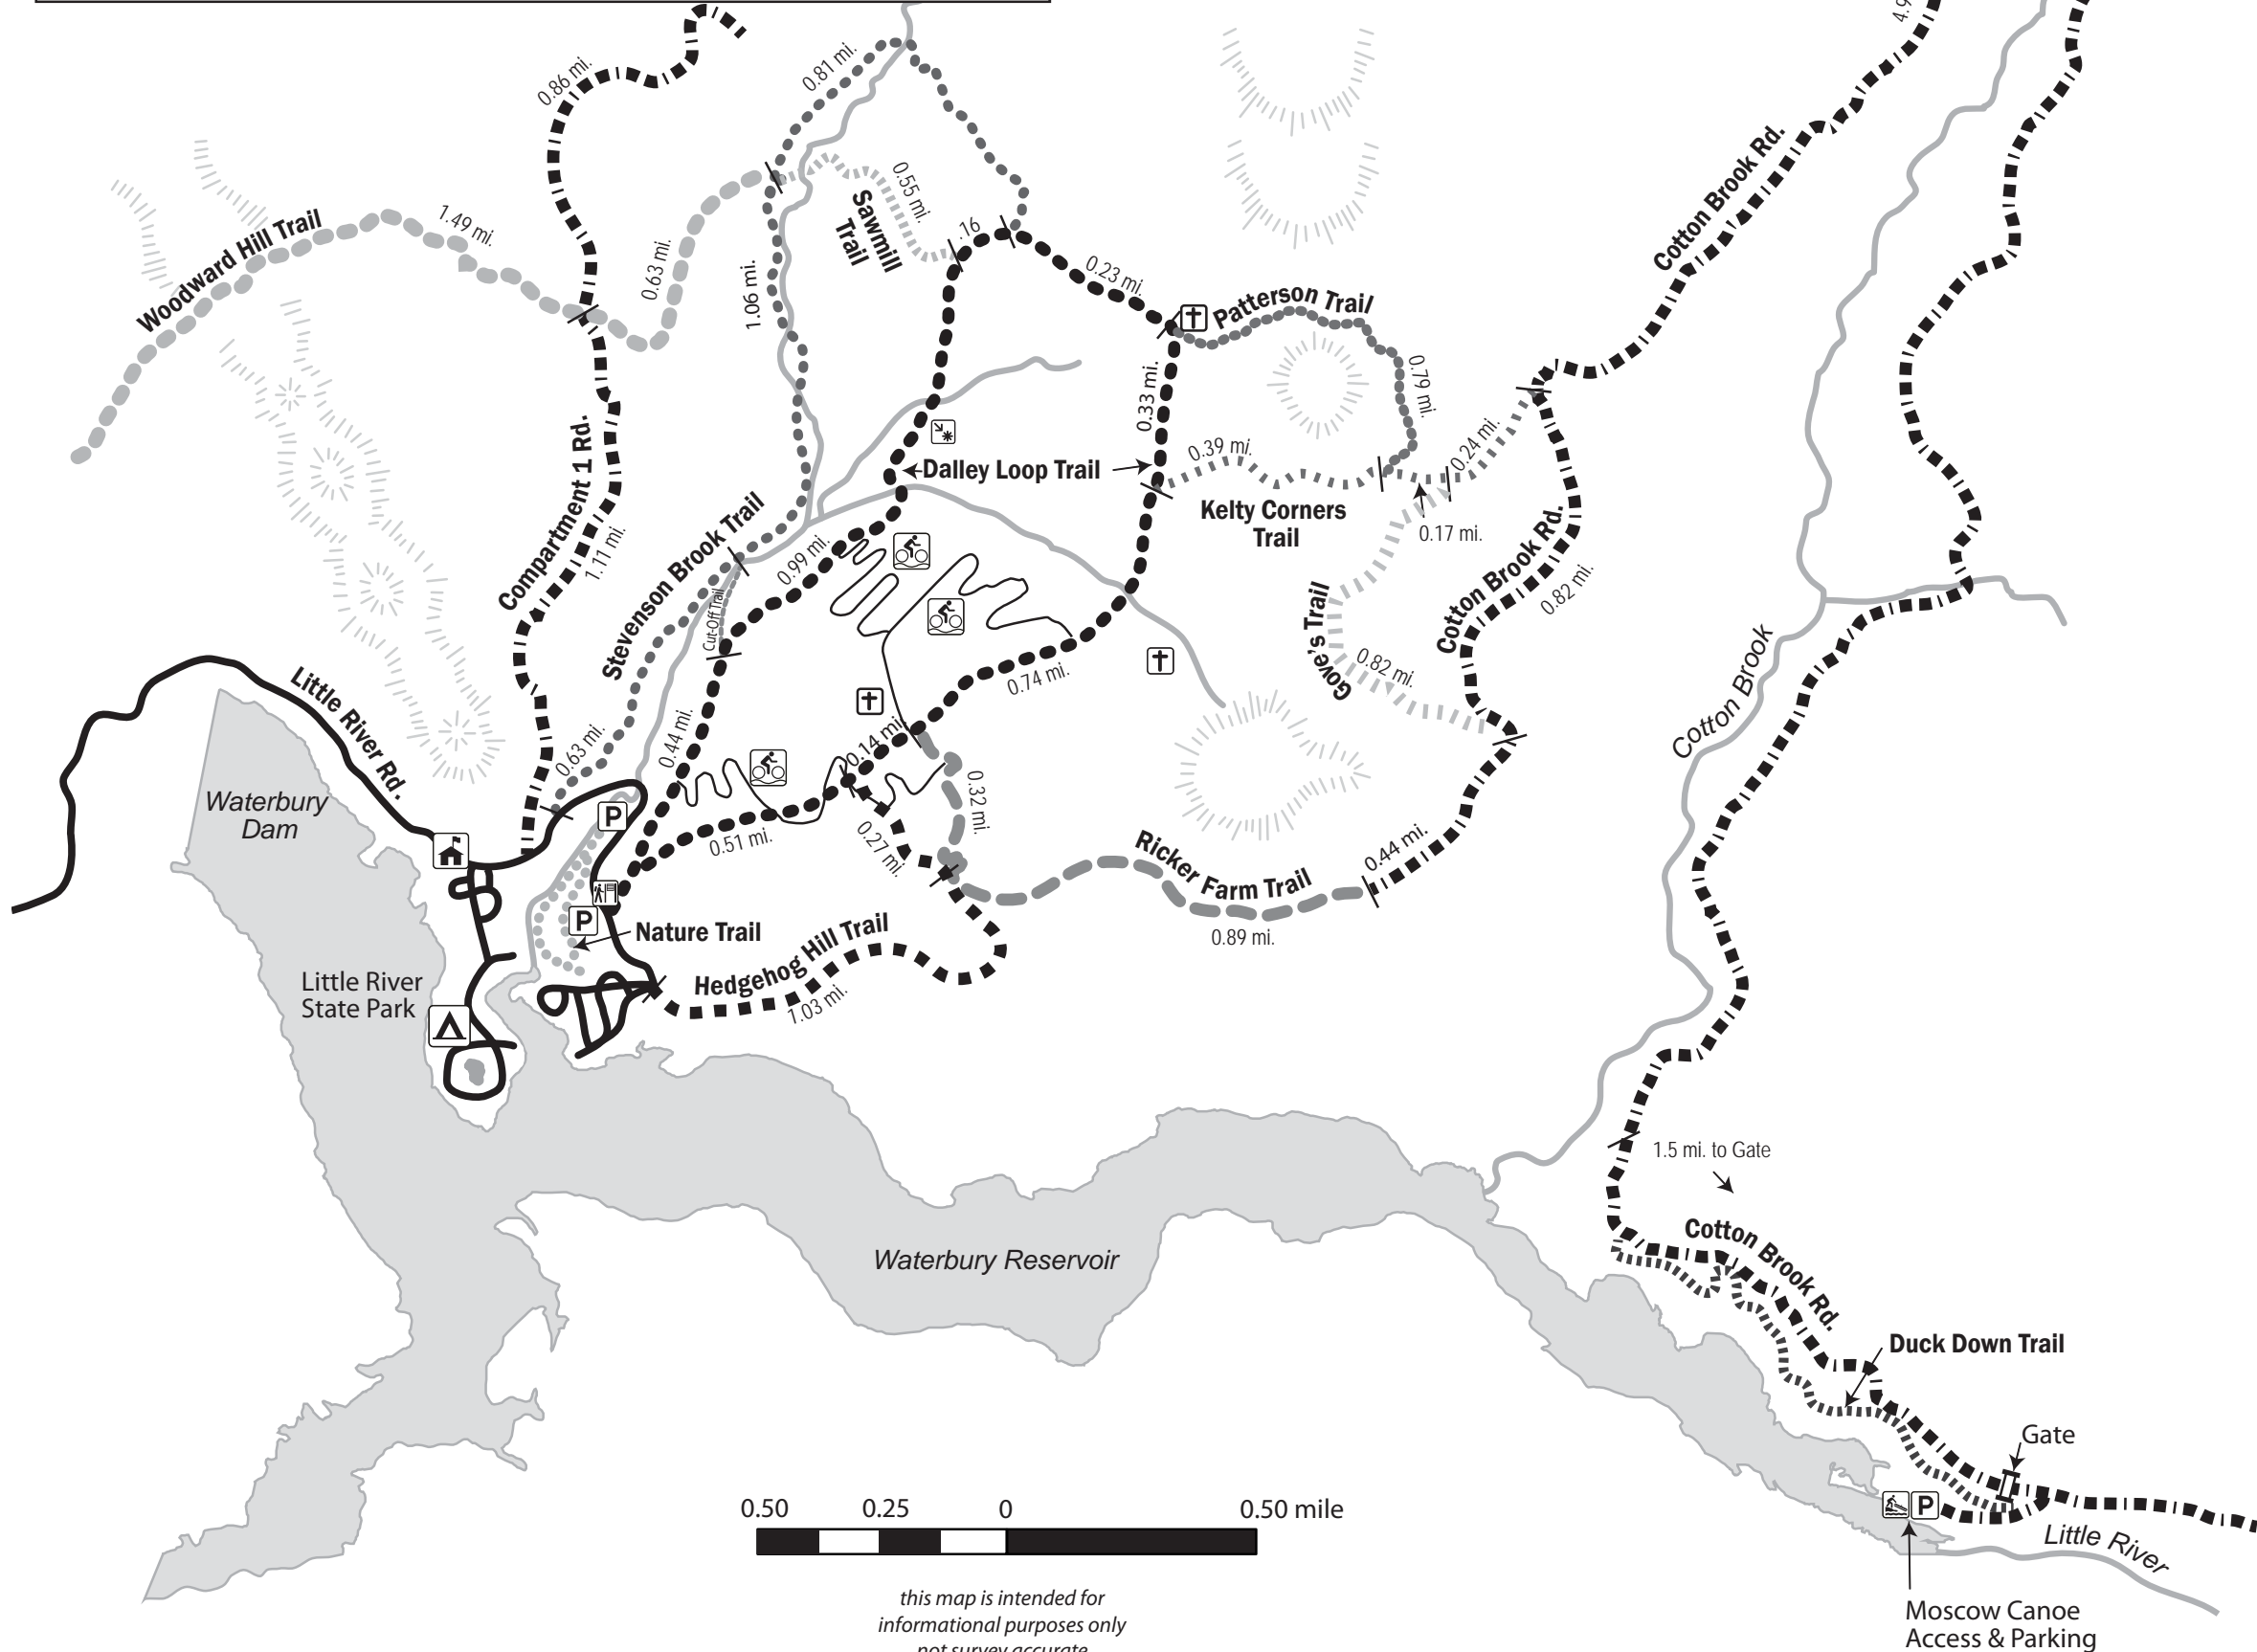 4.9
0.86 mi.
0.81 mi.
Cotton Brook Rd.
0.55 mi.
Sawmill
Trail
.16
1.49 mi.
Woodward Hill Trail
0.63 mi.
1.06 mi.
0.23 mi.
Patterson Trail
0.33 mi.
0.79 mi.
0.39 mi.
0.24 mi.
Dalley Loop Trail
Kelty Corners
Trail
0.17 mi.
Compartment 1 Rd.
1.11 mi.
Stevenson Brook Trail
0.99 mi.
Cut-Off Trail
Gove's Trail
0.82 mi.
Cotton Brook Rd.
0.82 mi.
Cotton Brook
Little River Rd.
0.63 mi.
0.44 mi.
0.74 mi.
0.14 mi.
0.32 mi.
0.51 mi.
0.27 mi.
Waterbury
Dam
P
P
Ricker Farm Trail
0.89 mi.
0.44 mi.
Nature Trail
Hedgehog Hill Trail
1.03 mi.
Little River
State Park
1.5 mi. to Gate
Cotton Brook Rd.
Waterbury Reservoir
Duck Down Trail
Gate
P
Little River
Moscow Canoe
Access & Parking
0.50 0.25 0 0.50 mile
this map is intended for
informational purposes only
not survey accurate